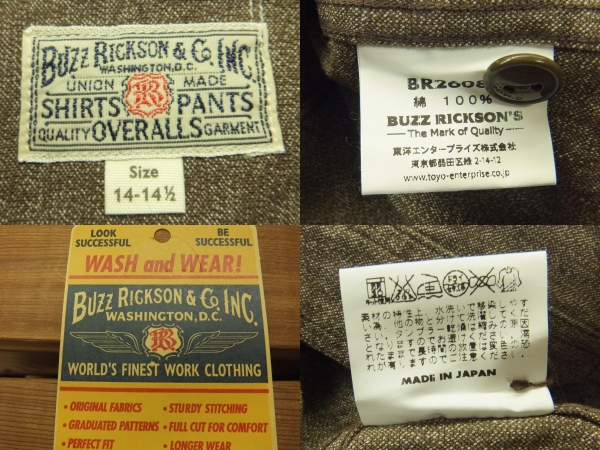 BUZZ RICKSON & Co. INC.
WASHINGTON, D.C.
UNION MADE
SHIRTS PANTS
QUALITY OVERALLS GARMENT
Size
14-14½
BR2608
綿 100%
BUZZ RICKSON'S
The Mark of Quality
東洋エンタープライズ株式会社
東京都墨田区緑 2-14-12
www.toyo-enterprise.co.jp
LOOK SUCCESSFUL
BE SUCCESSFUL
WASH and WEAR!
BUZZ RICKSON & Co. INC.
WASHINGTON, D.C.
WORLD'S FINEST WORK CLOTHING
• ORIGINAL FABRICS
• GRADUATED PATTERNS
• PERFECT FIT
• STURDY STITCHING
• FULL CUT FOR COMFORT
• LONGER WEAR
MADE IN JAPAN